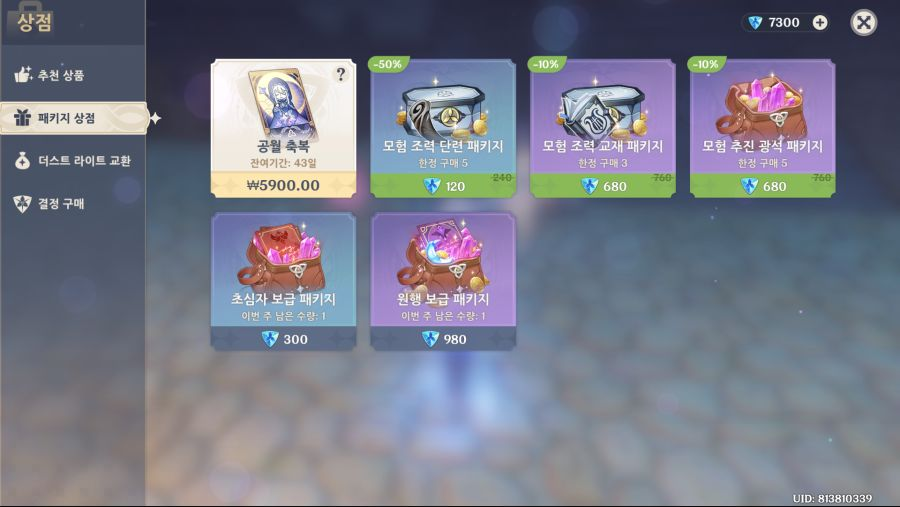 상점
7300
추천 상품
패키지 상점
더스트 라이트 교환
결정 구매
?
공월 축복
잔여기간: 43일
₩5900.00
-50%
모험 조력 단련 패키지
한정 구매 5
240
120
-10%
모험 조력 교재 패키지
한정 구매 3
760
680
-10%
모험 추진 광석 패키지
한정 구매 5
760
680
초심자 보급 패키지
이번 주 남은 수량: 1
300
원행 보급 패키지
이번 주 남은 수량: 1
980
UID: 813810339